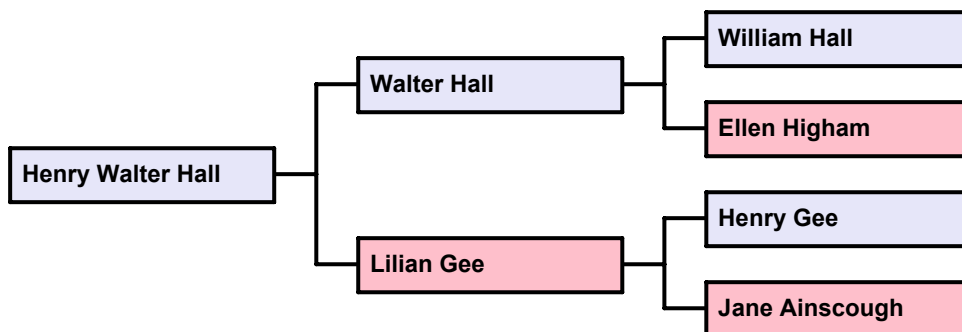 William Hall
Walter Hall
Ellen Higham
Henry Walter Hall
Henry Gee
Lilian Gee
Jane Ainscough